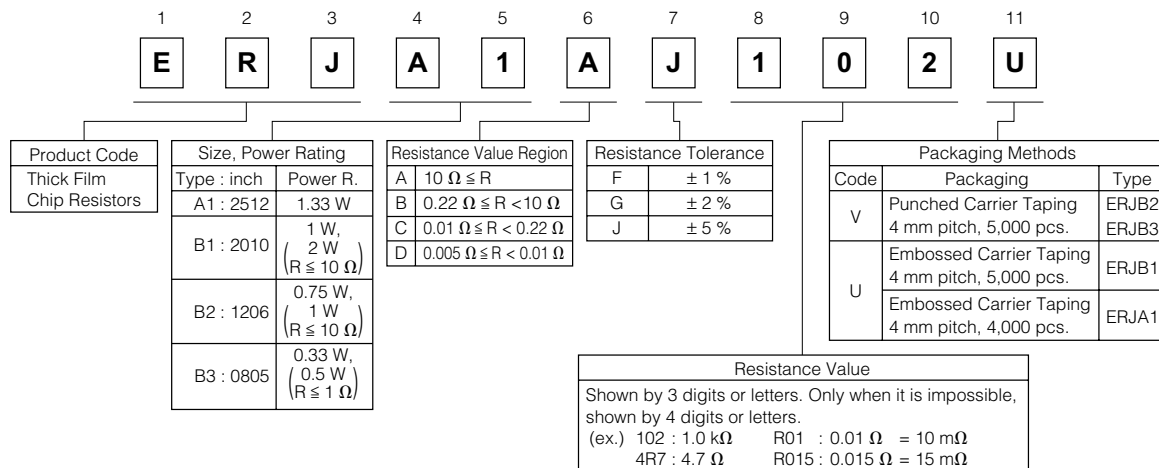 1 2 3 4 5 6 7 8 9 10 11
E R J A 1 A J 1 0 2 U
Product Code
Thick Film
Chip Resistors
Size, Power Rating
Type : inch Power R.
A1 : 2512 1.33 W
B1 : 2010 1 W,
( 2 W
R ≦ 10 Ω )
B2 : 1206 0.75 W,
( 1 W
R ≦ 10 Ω )
B3 : 0805 0.33 W,
( 0.5 W
R ≦ 1 Ω )
Resistance Value Region
A 10 Ω ≦ R
B 0.22 Ω ≦ R <10 Ω
C 0.01 Ω ≦ R < 0.22 Ω
D 0.005 Ω ≦ R < 0.01 Ω
Resistance Tolerance
F ± 1 %
G ± 2 %
J ± 5 %
Packaging Methods
Code Packaging Type
V Punched Carrier Taping ERJB2
4 mm pitch, 5,000 pcs. ERJB3
U Embossed Carrier Taping ERJB1
4 mm pitch, 5,000 pcs.
Embossed Carrier Taping ERJA1
4 mm pitch, 4,000 pcs.
Resistance Value
Shown by 3 digits or letters. Only when it is impossible,
shown by 4 digits or letters.
(ex.) 102 : 1.0 kΩ R01 : 0.01 Ω = 10 mΩ
4R7 : 4.7 Ω R015 : 0.015 Ω = 15 mΩ